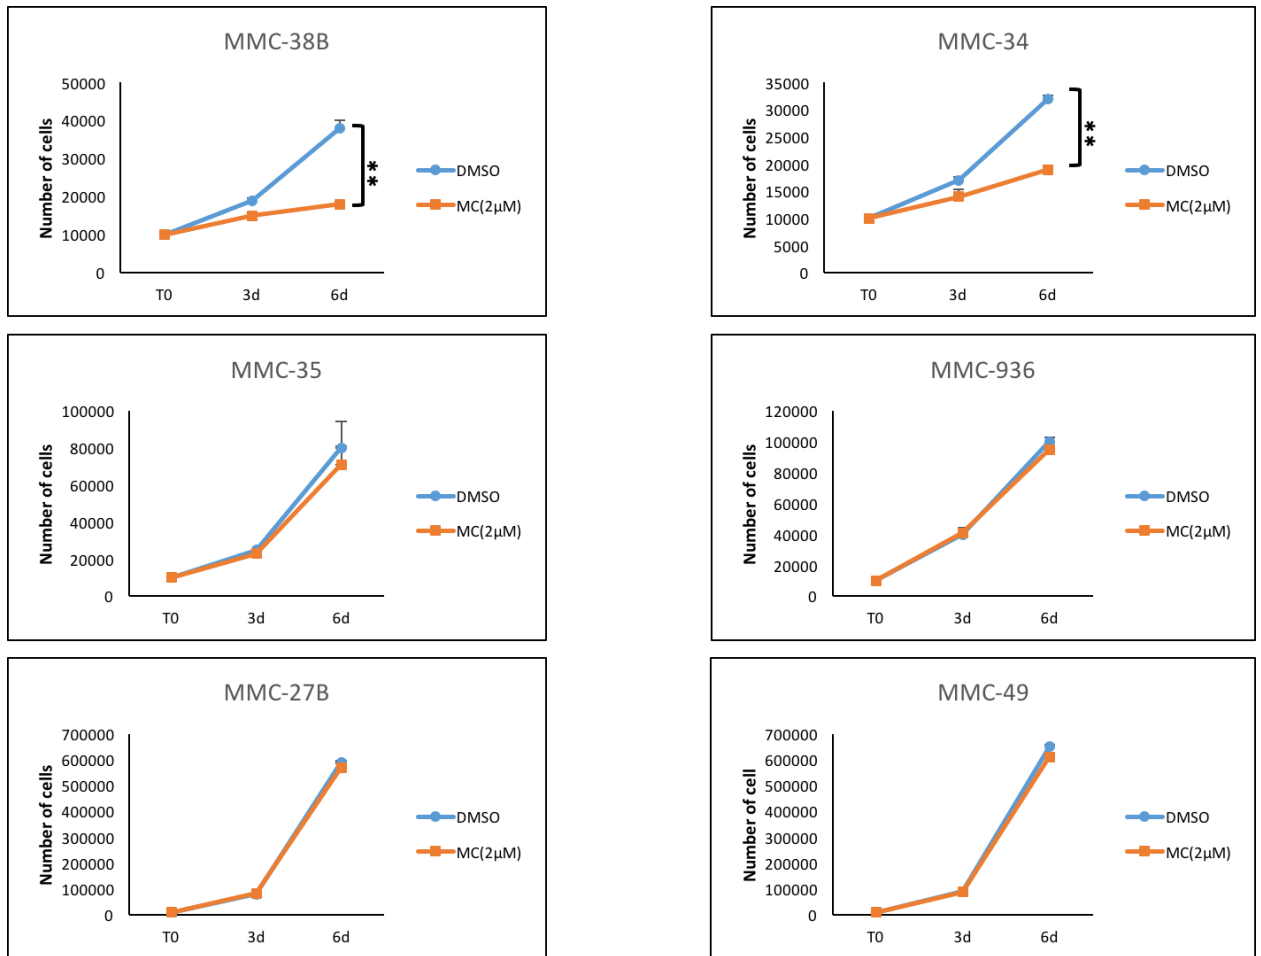 MMC-38B
50000
40000
30000
20000
10000
0
Number of cells
T0 3d 6d
**
DMSO
MC(2μM)
MMC-34
35000
30000
25000
20000
15000
10000
5000
0
Number of cells
T0 3d 6d
**
DMSO
MC(2μM)
MMC-35
100000
80000
60000
40000
20000
0
Number of cells
T0 3d 6d
DMSO
MC(2μM)
MMC-936
120000
100000
80000
60000
40000
20000
0
Number of cells
T0 3d 6d
DMSO
MC(2μM)
MMC-27B
700000
600000
500000
400000
300000
200000
100000
0
Number of cells
T0 3d 6d
DMSO
MC(2μM)
MMC-49
700000
600000
500000
400000
300000
200000
100000
0
Number of cell
T0 3d 6d
DMSO
MC(2μM)